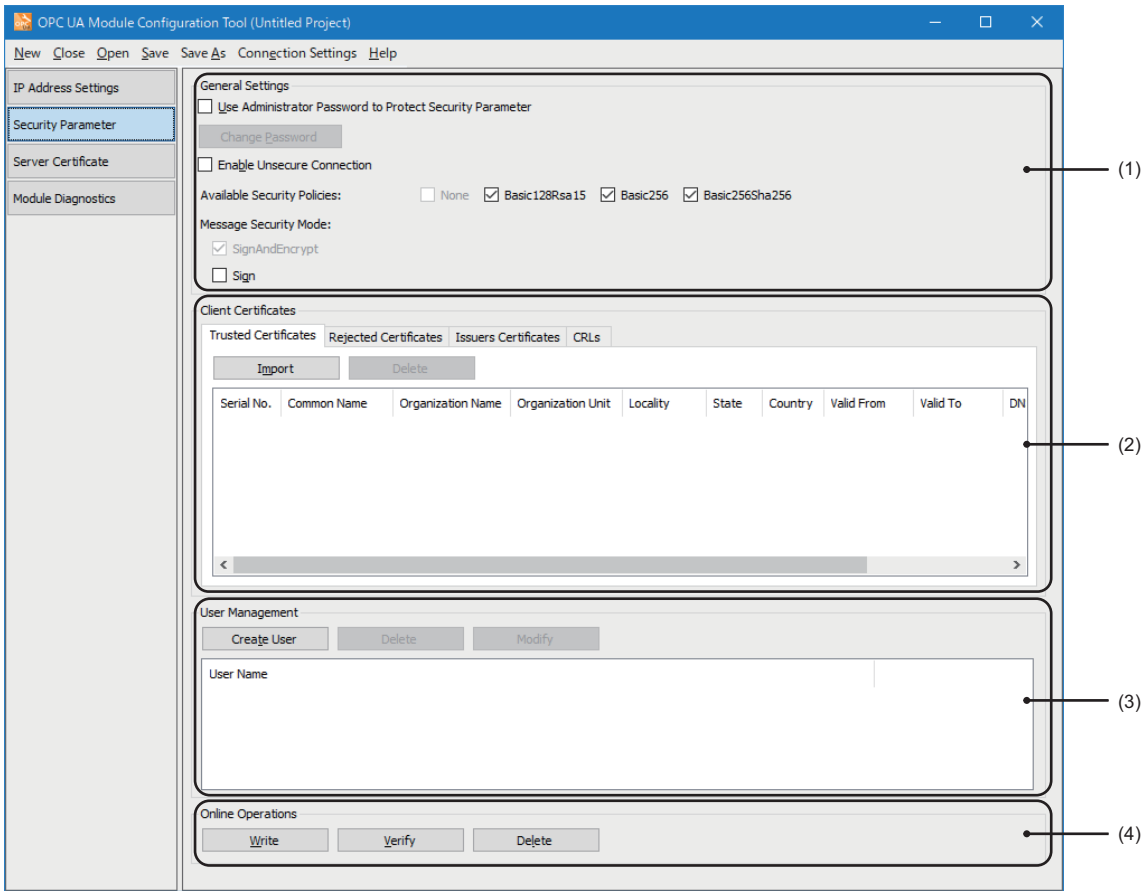 OPC UA Module Configuration Tool (Untitled Project)
New Close Open Save Save As Connection Settings Help
IP Address Settings
Security Parameter
Server Certificate
Module Diagnostics
General Settings
Use Administrator Password to Protect Security Parameter
Change Password
Enable Unsecure Connection
(1)
Available Security Policies: None Basic128Rsa15 Basic256 Basic256Sha256
Message Security Mode:
SignAndEncrypt
Sign
Client Certificates
Trusted Certificates Rejected Certificates Issuers Certificates CRLs
Import Delete
Serial No. Common Name Organization Name Organization Unit Locality State Country Valid From Valid To DN
(2)
User Management
Create User Delete Modify
User Name
(3)
Online Operations
Write Verify Delete
(4)